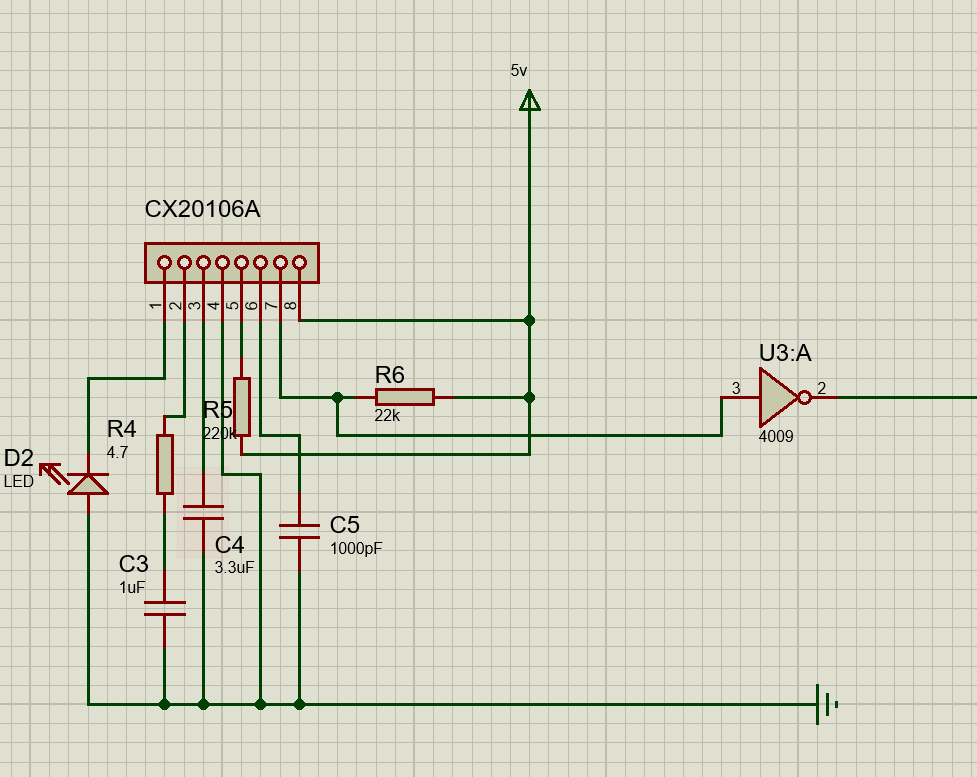 5v
CX20106A
1
2
3
4
5
6
7
8
U3:A
R6
3
2
22k
R5
4009
R4
220k
4.7
D2
LED
C5
C4
1000pF
C3
3.3uF
1uF